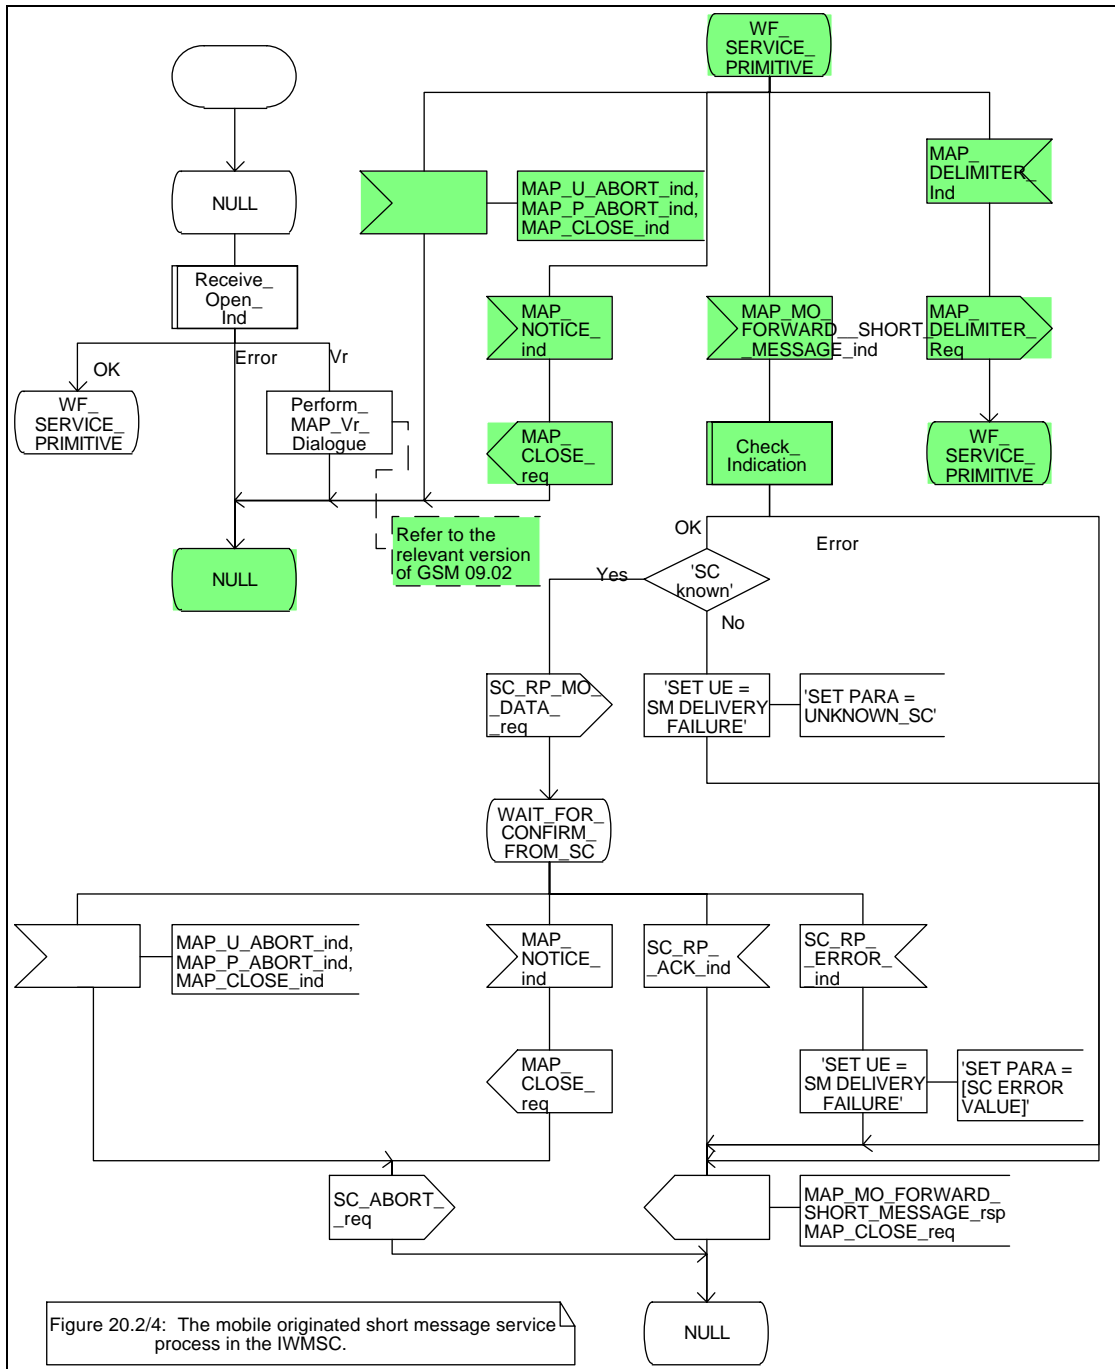 WF_
SERVICE_
PRIMITIVE
MAP_
DELIMITER_
Ind
NULL
MAP_U_ABORT_ind,
MAP_P_ABORT_ind,
MAP_CLOSE_ind
Receive_
Open_
Ind
MAP_
NOTICE_
ind
MAP_MO_
FORWARD__SHORT_
_MESSAGE_ind
MAP_
DELIMITER_
Req
OK
Error
Vr
WF_
SERVICE_
PRIMITIVE
Perform_
MAP_Vr_
Dialogue
MAP_
CLOSE_
req
Check_
Indication
WF_
SERVICE_
PRIMITIVE
Refer to the
relevant version
of GSM 09.02
NULL
OK
Error
'SC
known'
Yes
No
SC_RP_MO_
_DATA_
_req
'SET UE =
SM DELIVERY
FAILURE'
'SET PARA =
UNKNOWN_SC'
WAIT_FOR_
CONFIRM_
FROM_SC
MAP_U_ABORT_ind,
MAP_P_ABORT_ind,
MAP_CLOSE_ind
MAP_
NOTICE_
ind
SC_RP_
_ACK_ind
SC_RP_
_ERROR_
_ind
MAP_
CLOSE_
req
'SET UE =
SM DELIVERY
FAILURE'
'SET PARA =
[SC ERROR
VALUE]'
SC_ABORT_
_req
MAP_MO_FORWARD_
SHORT_MESSAGE_rsp
MAP_CLOSE_req
NULL
Figure 20.2/4: The mobile originated short message service
process in the IWMSC.